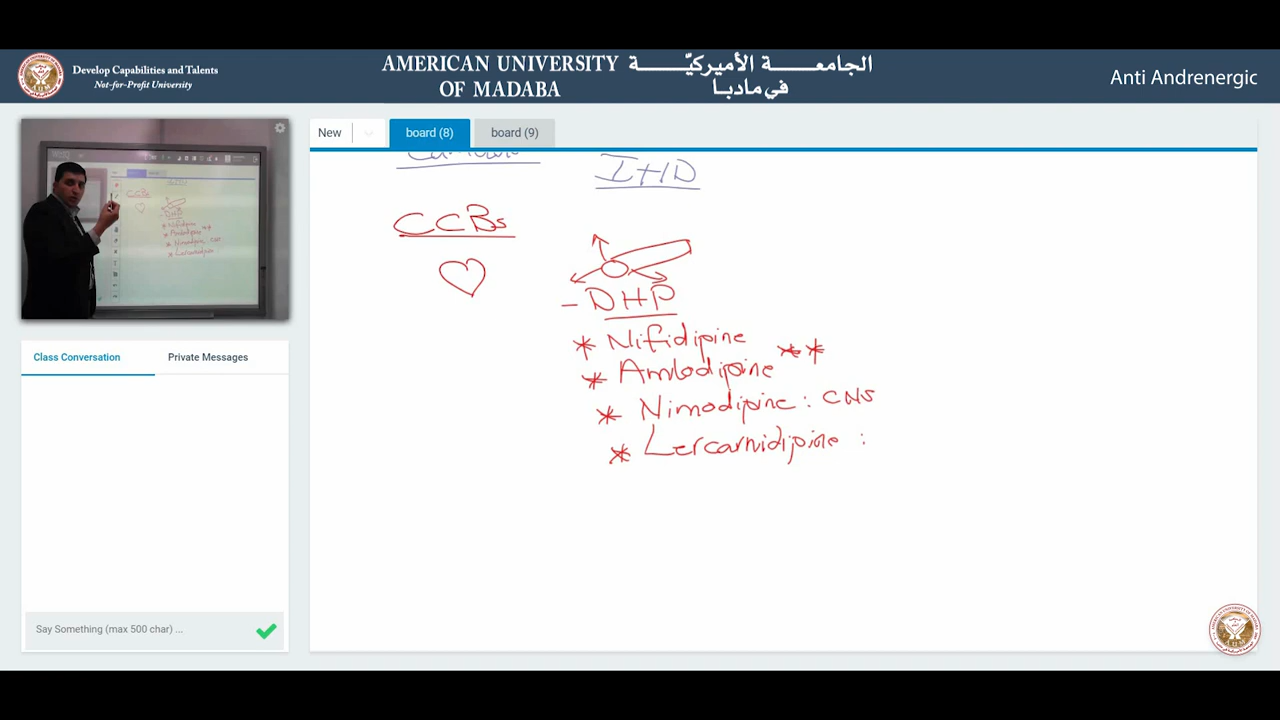 Develop Capabilities and Talents
Not-for-Profit University
AMERICAN UNIVERSITY
OF MADABA
الجامعة الأميركيّة
في مادبا
Anti Andrenergic
New
board (8)
board (9)
IHD
CCBs
- DHP
* Nifidipine
* Amlodipine **
* Nimodipine : CNS
* Lercarnidipine :
Class Conversation
Private Messages
Say Something (max 500 char) ...